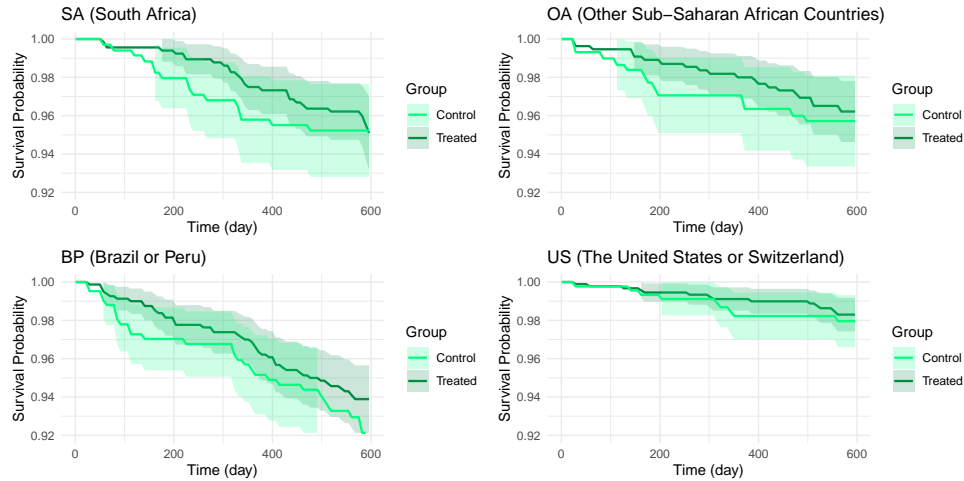 SA (South Africa)
Survival Probability
1.00
0.98
0.96
0.94
0.92
0
200
400
600
Time (day)
Group
Control
Treated
OA (Other Sub−Saharan African Countries)
Survival Probability
1.00
0.98
0.96
0.94
0.92
0
200
400
600
Time (day)
Group
Control
Treated
BP (Brazil or Peru)
Survival Probability
1.00
0.98
0.96
0.94
0.92
0
200
400
600
Time (day)
Group
Control
Treated
US (The United States or Switzerland)
Survival Probability
1.00
0.98
0.96
0.94
0.92
0
200
400
600
Time (day)
Group
Control
Treated